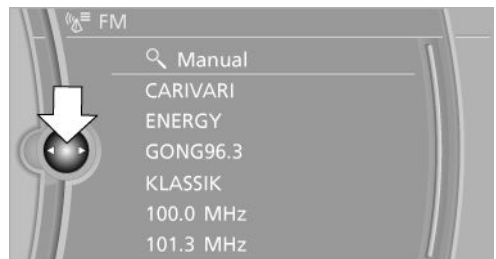 FM
Manual
CARIVARI
ENERGY
GONG96.3
KLASSIK
100.0 MHz
101.3 MHz